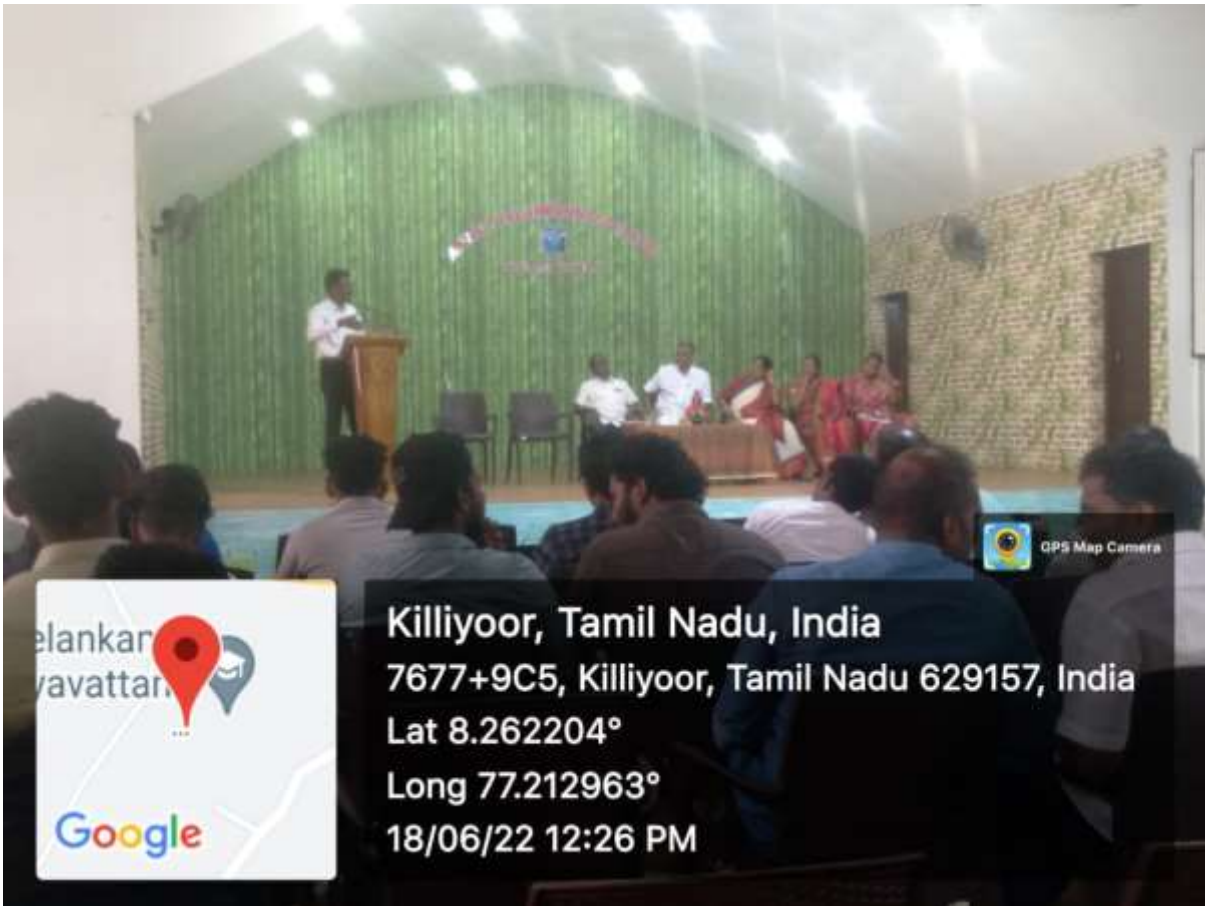 GPS Map Camera
elankar
avavattan
Google
Killiyoor, Tamil Nadu, India
7677+9C5, Killiyoor, Tamil Nadu 629157, India
Lat 8.262204°
Long 77.212963°
18/06/22 12:26 PM